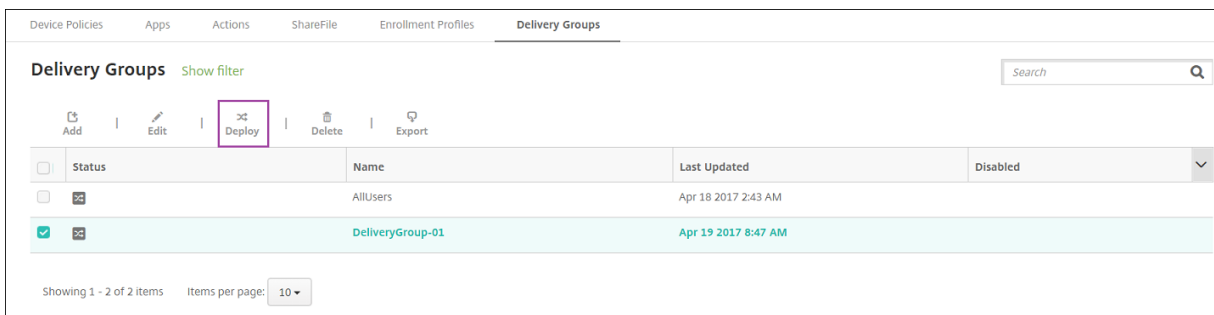 Device Policies Apps Actions ShareFile Enrollment Profiles Delivery Groups
Delivery Groups Show filter Search
Add | Edit | Deploy | Delete | Export
Status Name Last Updated Disabled
AllUsers Apr 18 2017 2:43 AM
DeliveryGroup-01 Apr 19 2017 8:47 AM
Showing 1 - 2 of 2 items Items per page: 10